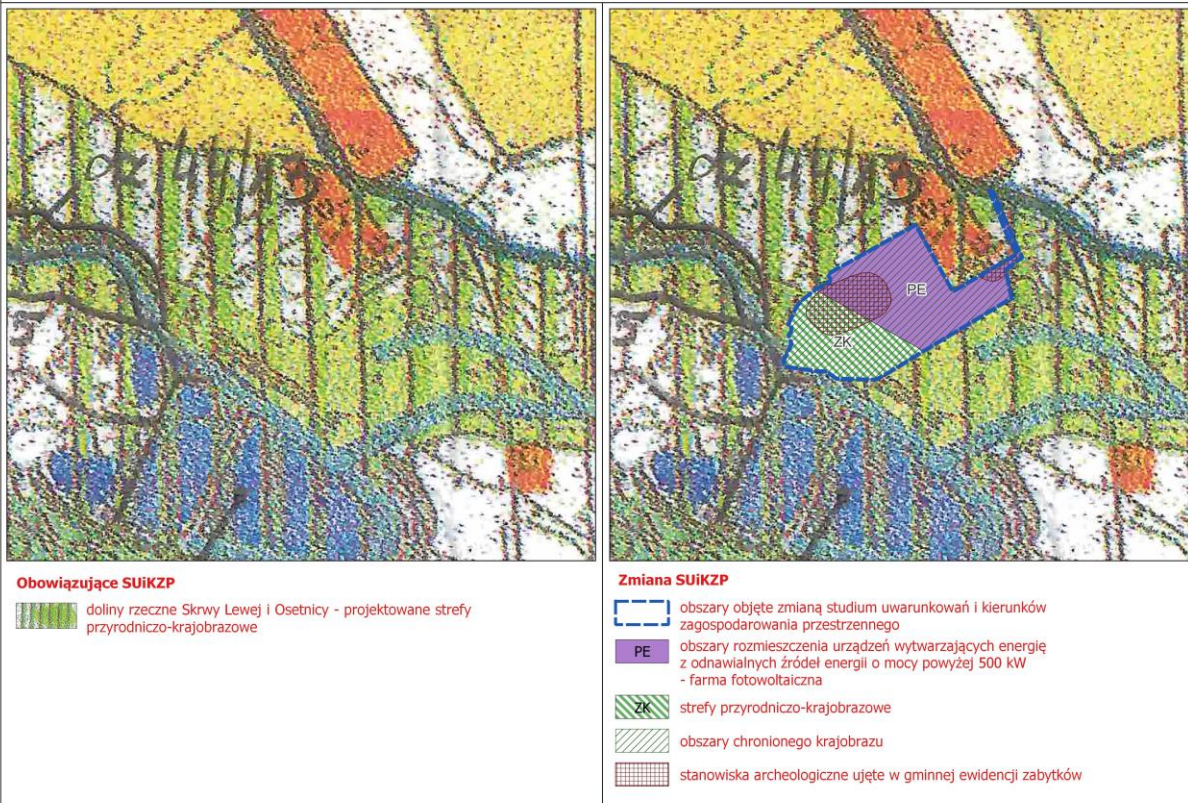 Obowiązujące SUiKZP
doliny rzeczne Skrwy Lewej i Osetnicy - projektowane strefy
przyrodniczo-krajobrazowe
PE
ZK
Zmiana SUiKZP
obszary objęte zmianą studium uwarunkowań i kierunków
zagospodarowania przestrzennego
PE
obszary rozmieszczenia urządzeń wytwarzających energię
z odnawialnych źródeł energii o mocy powyżej 500 kW
- farma fotowoltaiczna
ZK
strefy przyrodniczo-krajobrazowe
obszary chronionego krajobrazu
stanowiska archeologiczne ujęte w gminnej ewidencji zabytków